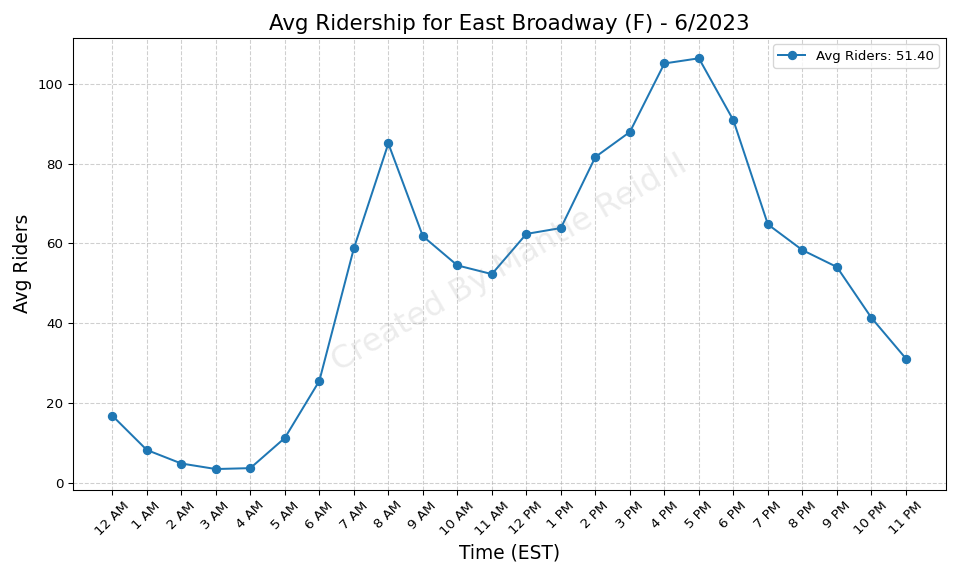 Avg Ridership for East Broadway (F) - 6/2023
Avg Riders: 51.40
Avg Riders
100
80
60
40
20
0
Created By Mantle Reid II
12 AM
1 AM
2 AM
3 AM
4 AM
5 AM
6 AM
7 AM
8 AM
9 AM
10 AM
11 AM
12 PM
1 PM
2 PM
3 PM
4 PM
5 PM
6 PM
7 PM
8 PM
9 PM
10 PM
11 PM
Time (EST)